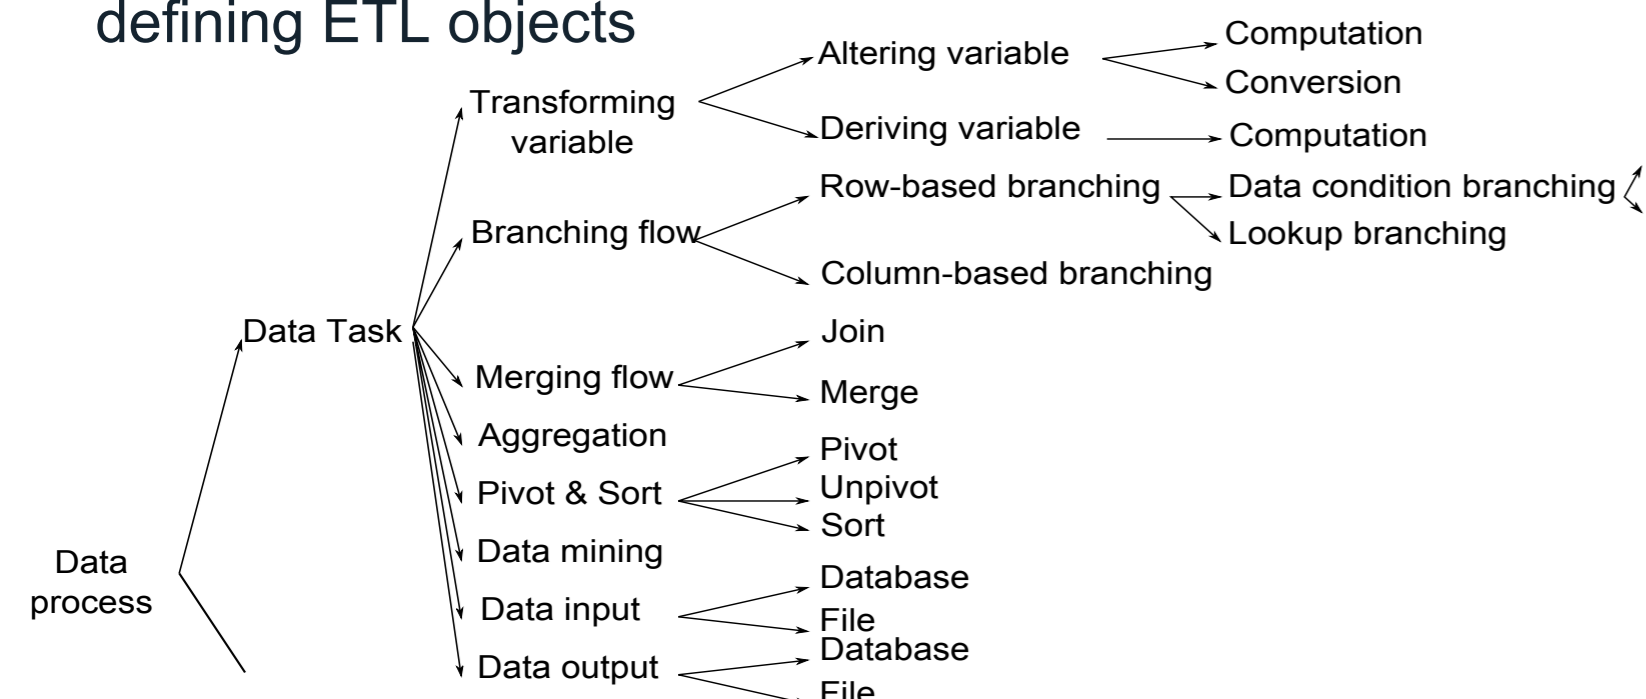 defining ETL objects
Computation
Altering variable
Conversion
Transforming
variable
Deriving variable
Computation
Row-based branching
Data condition branching
Branching flow
Lookup branching
Column-based branching
Data Task
Join
Merging flow
Merge
Aggregation
Pivot
Pivot & Sort
Unpivot
Sort
Data mining
Data
process
Database
Data input
File
Database
Data output
File